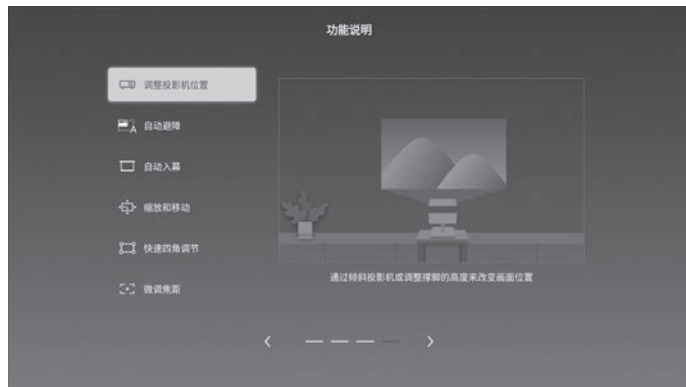 功能说明
调整投影机位置
自动避障
自动入幕
缩放和移动
快速四角调节
微调焦距
通过倾斜投影机或调整撑脚的高度来改变画面位置